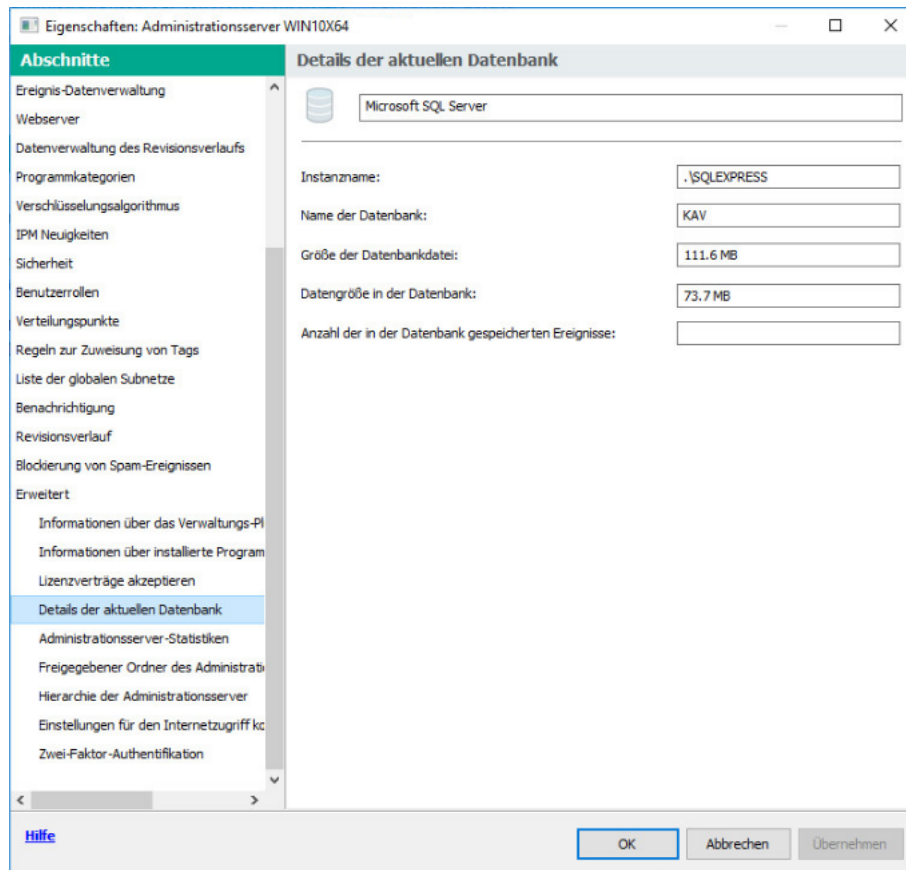 Eigenschaften: Administrationsserver WIN10X64
Abschnitte
Ereignis-Datenverwaltung
Webserver
Datenverwaltung des Revisionsverlaufs
Programmkategorien
Verschlüsselungsalgorithmus
IPM Neuigkeiten
Sicherheit
Benutzerrollen
Verteilungspunkte
Regeln zur Zuweisung von Tags
Liste der globalen Subnetze
Benachrichtigung
Revisionsverlauf
Blockierung von Spam-Ereignissen
Erweitert
Informationen über das Verwaltungs-Pl
Informationen über installierte Program
Lizenzverträge akzeptieren
Details der aktuellen Datenbank
Administrationsserver-Statistiken
Freigegebener Ordner des Administrati
Hierarchie der Administrationsserver
Einstellungen für den Internetzugriff ko
Zwei-Faktor-Authentifikation
Details der aktuellen Datenbank
Microsoft SQL Server
Instanzname: .\SQLEXPRESS
Name der Datenbank: KAV
Größe der Datenbankdatei: 111.6 MB
Datengröße in der Datenbank: 73.7 MB
Anzahl der in der Datenbank gespeicherten Ereignisse:
Hilfe
OK Abbrechen Übernehmen